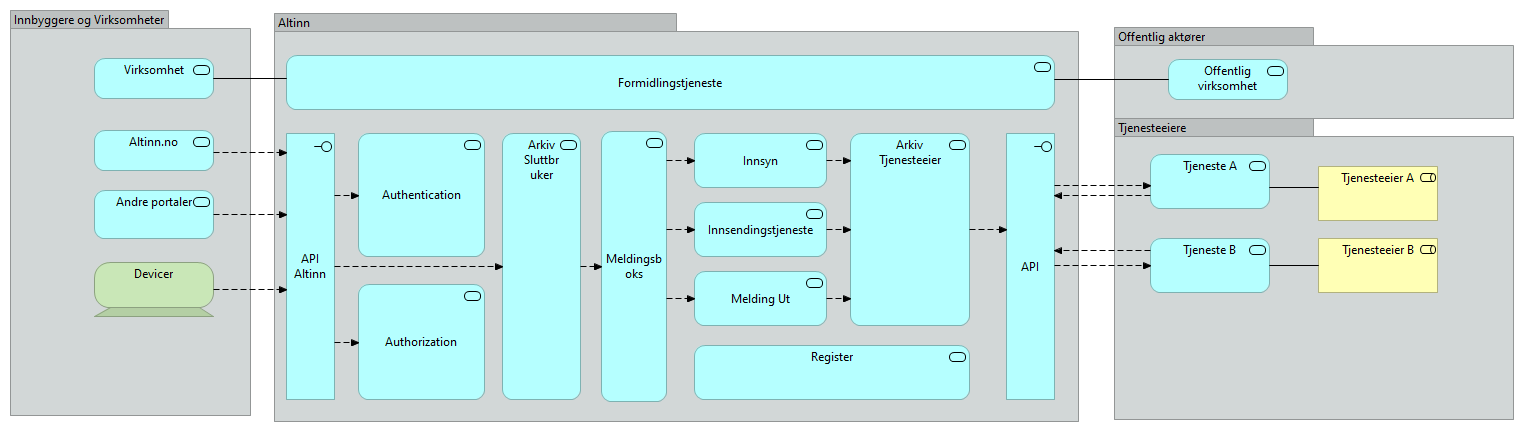 Innbyggere og Virksomheter
Virksomhet
Altinn.no
Andre portaler
Devicer
Altinn
Formidlingstjeneste
API
Altinn
Authentication
Authorization
Arkiv
Sluttbr
uker
Meldingsb
oks
Innsyn
Innsendingstjeneste
Melding Ut
Arkiv
Tjenesteeier
Register
API
Offentlig aktører
Offentlig
virksomhet
Tjenesteeiere
Tjeneste A
Tjenesteeier A
Tjeneste B
Tjenesteeier B